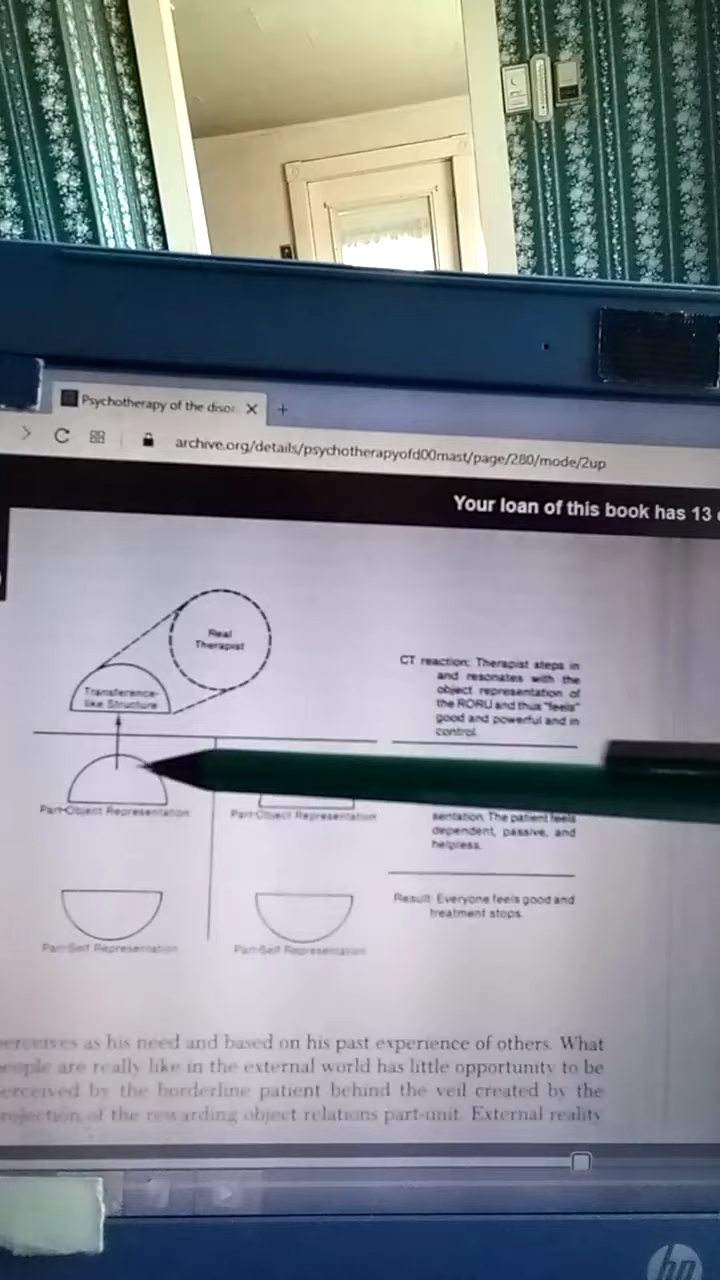 Psychotherapy of the disor
archive.org/details/psychotherapyofd00mast/page/280/mode/2up
Your loan of this book has 13
Real
Therapist
Transference-
like Structure
CT reaction: Therapist steps in
and resonates with the
object representation of
the RORU and thus "feels"
good and powerful and in
control.
Part-Object Representation
Part-Object Representation
sentation. The patient feels
dependent, passive, and
helpless.
Result: Everyone feels good and
treatment stops.
Part-Self Representation
Part-Self Representation
perceives as his need and based on his past experience of others. What
people are really like in the external world has little opportunity to be
perceived by the borderline patient behind the veil created by the
projection of the rewarding object relations part-unit. External reality
hp